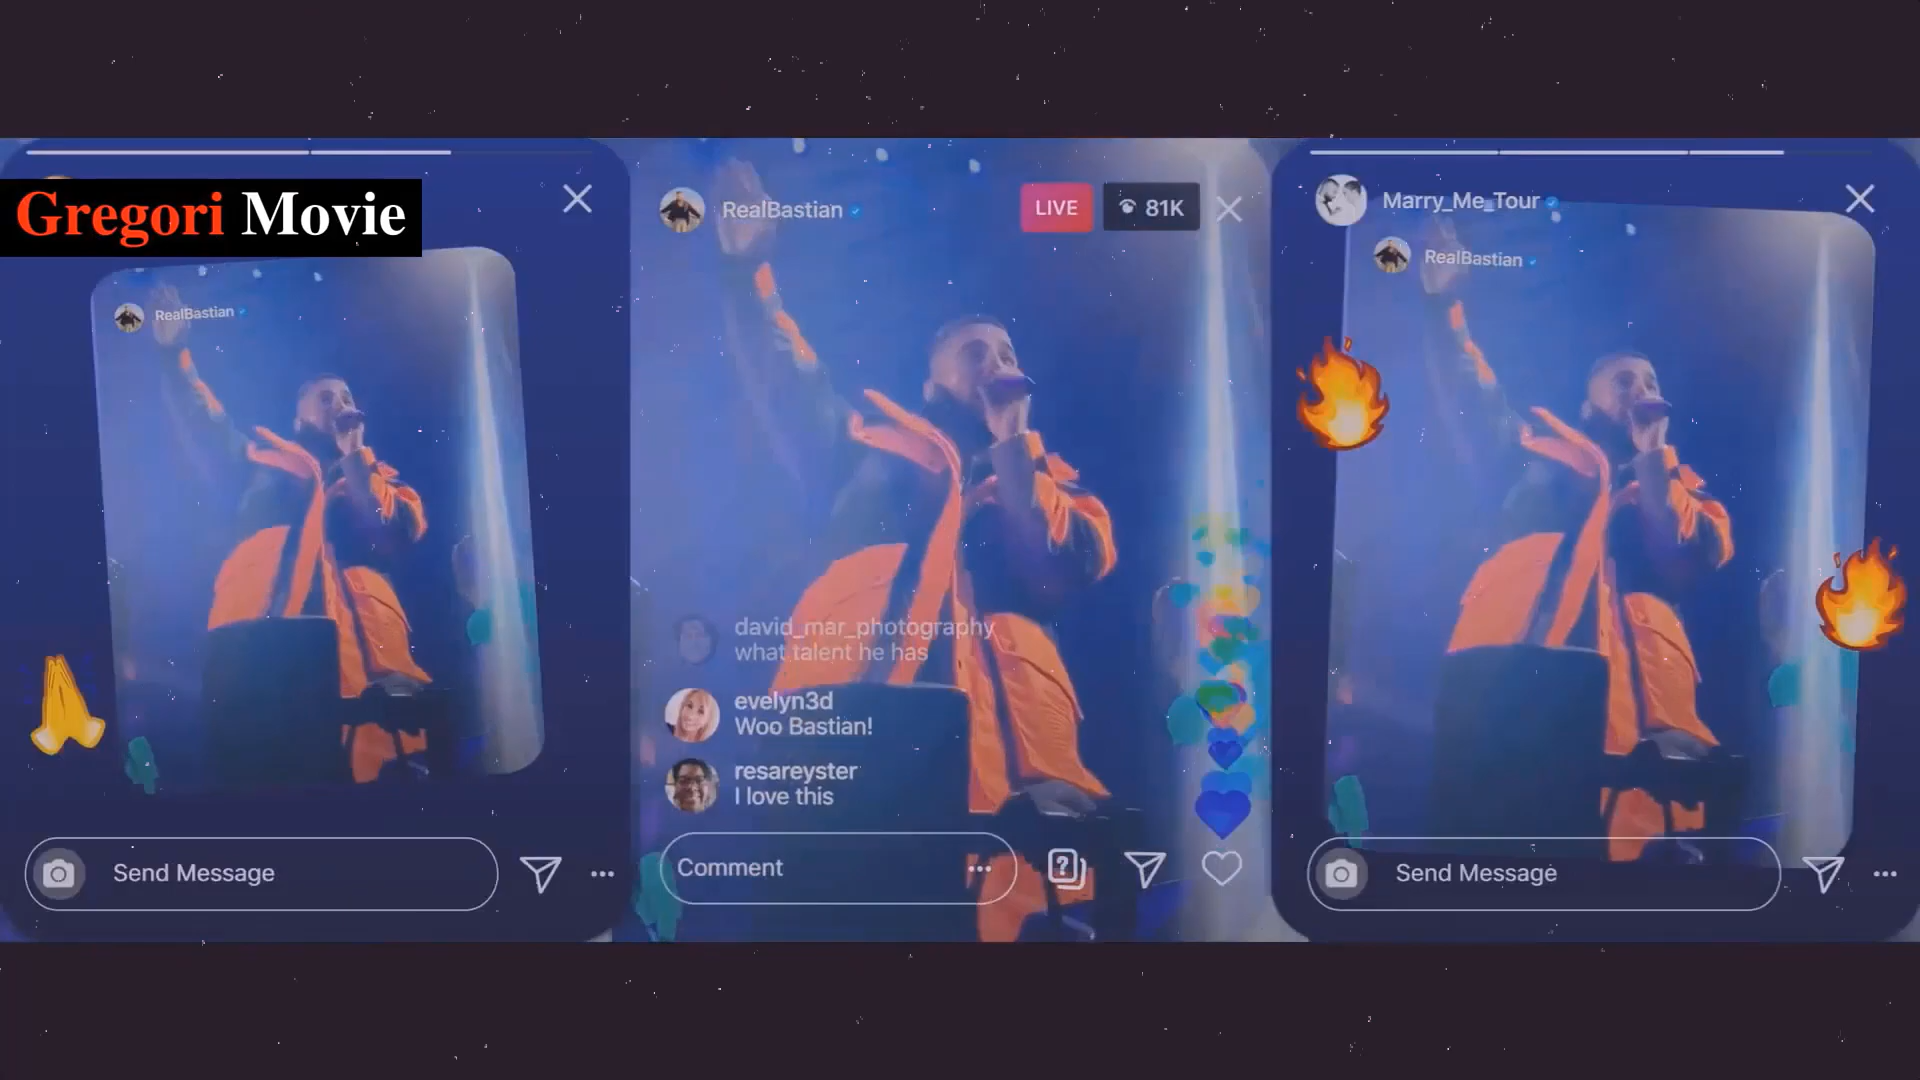 Gregori Movie
RealBastian
Send Message
RealBastian
LIVE
81K
david_mar_photography
what talent he has
evelyn3d
Woo Bastian!
resareyster
I love this
Comment
Marry_Me_Tour
RealBastian
Send Message